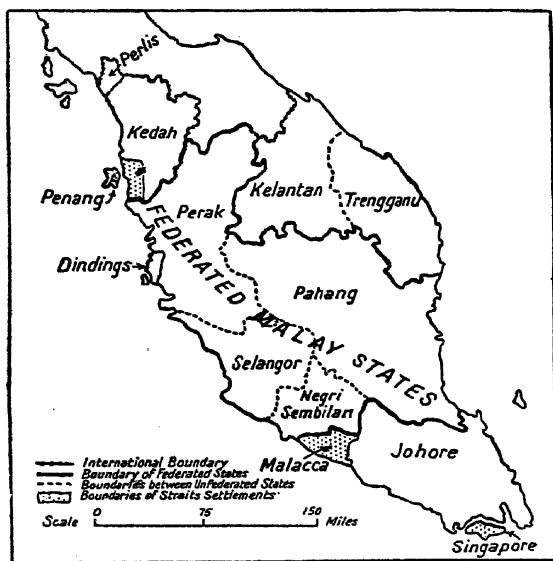 Perlis
Kedah
Penang
Perak
Kelantan
Trengganu
Dindings
Pahang
FEDERATED MALAY STATES
Selangor
Negri
Sembilan
Malacca
Johore
International Boundary
Boundary of Federated States
Boundaries between Unfederated States
Boundaries of Straits Settlements
Scale 0 75 150 Miles
Singapore